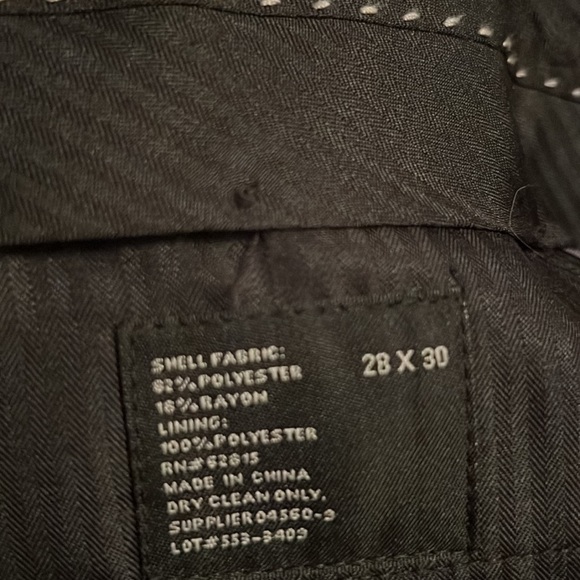 SHELL FABRIC:
82% POLYESTER
18% RAYON
LINING:
100% POLYESTER
RN# 62615
MADE IN CHINA
DRY CLEAN ONLY.
SUPPLIER 04560-9
LOT# 553-3409
28 X 30